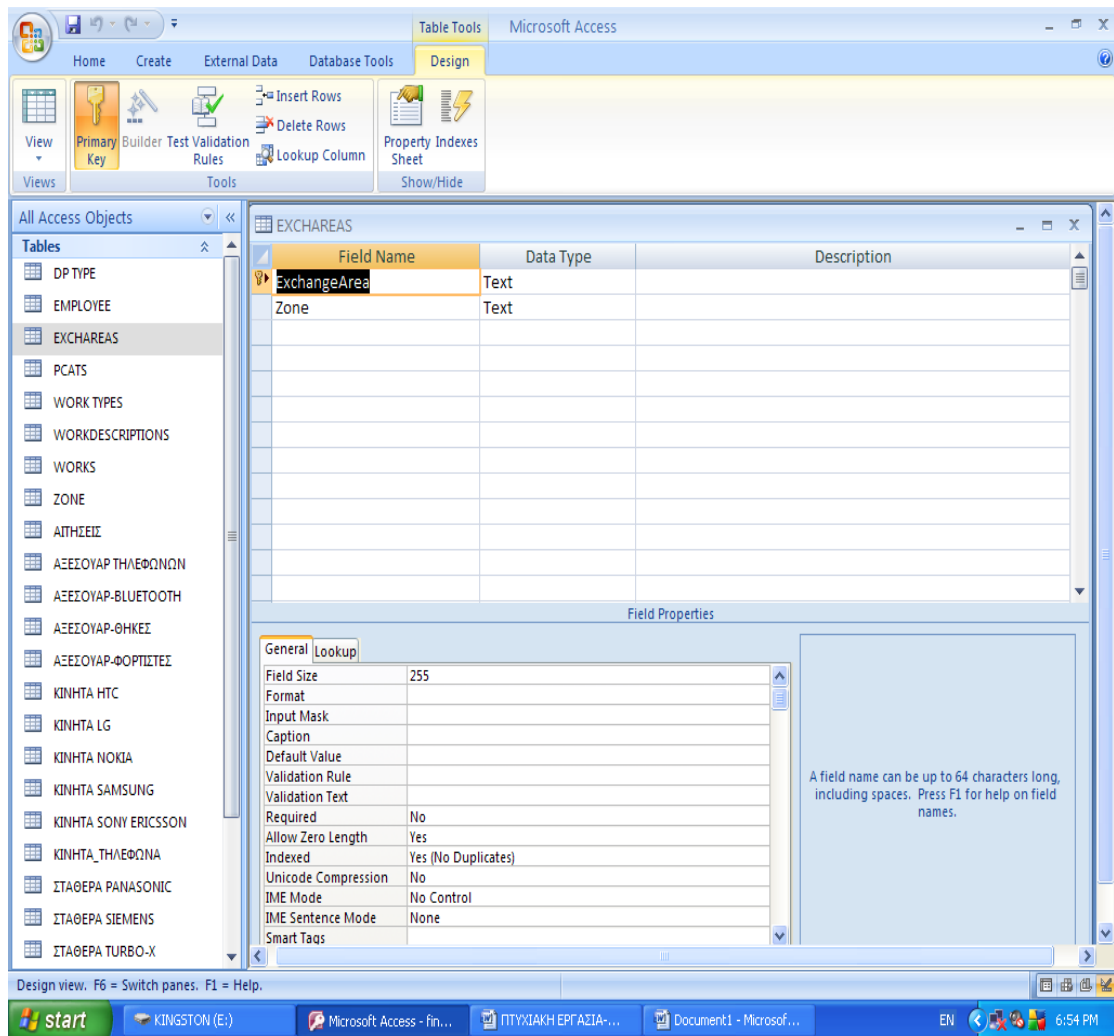 Table Tools Microsoft Access
Home Create External Data Database Tools Design
View
Views
Primary Key
Builder
Test Validation Rules
Insert Rows
Delete Rows
Lookup Column
Tools
Property Sheet
Indexes
Show/Hide
All Access Objects
Tables
DP TYPE
EMPLOYEE
EXCHAREAS
PCATS
WORK TYPES
WORKDESCRIPTIONS
WORKS
ZONE
ΑΙΤΗΣΕΙΣ
ΑΞΕΣΟΥΑΡ ΤΗΛΕΦΩΝΩΝ
ΑΞΕΣΟΥΑΡ-BLUETOOTH
ΑΞΕΣΟΥΑΡ-ΘΗΚΕΣ
ΑΞΕΣΟΥΑΡ-ΦΟΡΤΙΣΤΕΣ
ΚΙΝΗΤΑ HTC
ΚΙΝΗΤΑ LG
ΚΙΝΗΤΑ NOKIA
ΚΙΝΗΤΑ SAMSUNG
ΚΙΝΗΤΑ SONY ERICSSON
ΚΙΝΗΤΑ_ΤΗΛΕΦΩΝΑ
ΣΤΑΘΕΡΑ PANASONIC
ΣΤΑΘΕΡΑ SIEMENS
ΣΤΑΘΕΡΑ TURBO-X
EXCHAREAS
Field Name Data Type Description
ExchangeArea Text
Zone Text
Field Properties
General Lookup
Field Size 255
Format
Input Mask
Caption
Default Value
Validation Rule
Validation Text
Required No
Allow Zero Length Yes
Indexed Yes (No Duplicates)
Unicode Compression No
IME Mode No Control
IME Sentence Mode None
Smart Tags
A field name can be up to 64 characters long,
including spaces. Press F1 for help on field
names.
Design view. F6 = Switch panes. F1 = Help.
start KINGSTON (E:) Microsoft Access - fin... ΠΤΥΧΙΑΚΗ ΕΡΓΑΣΙΑ-... Document1 - Microsof... EN 6:54 PM